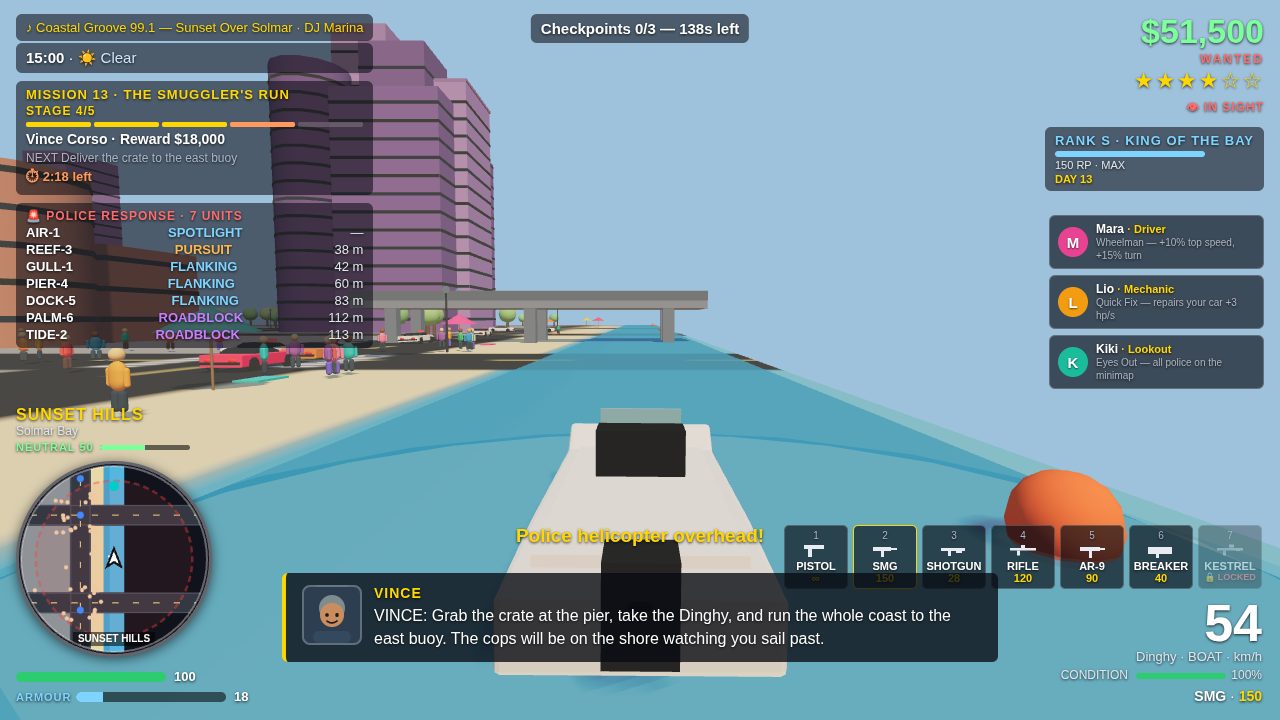 ♪ Coastal Groove 99.1 — Sunset Over Solmar · DJ Marina
15:00 · ☀️ Clear
MISSION 13 · THE SMUGGLER'S RUN
STAGE 4/5
Vince Corso · Reward $18,000
NEXT Deliver the crate to the east buoy
⏱ 2:18 left
🚨 POLICE RESPONSE · 7 UNITS
AIR-1 SPOTLIGHT —
REEF-3 PURSUIT 38 m
GULL-1 FLANKING 42 m
PIER-4 FLANKING 60 m
DOCK-5 FLANKING 83 m
PALM-6 ROADBLOCK 112 m
TIDE-2 ROADBLOCK 113 m
Checkpoints 0/3 — 138s left
$51,500
WANTED
★★★★☆☆
👁 IN SIGHT
RANK S · KING OF THE BAY
150 RP · MAX
DAY 13
M
Mara · Driver
Wheelman — +10% top speed,
+15% turn
L
Lio · Mechanic
Quick Fix — repairs your car +3
hp/s
K
Kiki · Lookout
Eyes Out — all police on the
minimap
SUNSET HILLS
Solmar Bay
NEUTRAL 50
SUNSET HILLS
100
ARMOUR 18
Police helicopter overhead!
VINCE
VINCE: Grab the crate at the pier, take the Dinghy, and run the whole coast to the
east buoy. The cops will be on the shore watching you sail past.
1 2 3 4 5 6 7
PISTOL SMG SHOTGUN RIFLE AR-9 BREAKER KESTREL
∞ 150 28 120 90 40 🔒 LOCKED
54
Dinghy · BOAT · km/h
CONDITION 100%
SMG · 150